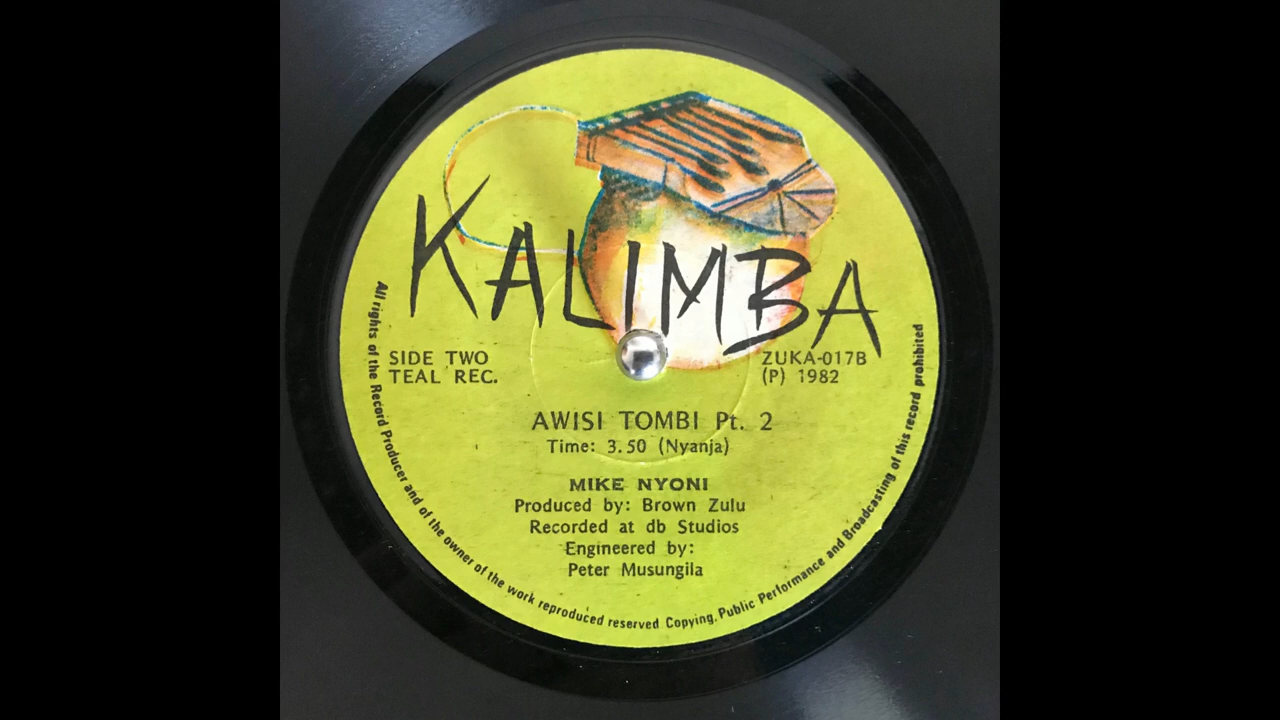 KALIMBA
SIDE TWO
TEAL REC.
ZUKA-017B
(P) 1982
AWISI TOMBI Pt. 2
Time: 3.50 (Nyanja)
MIKE NYONI
Produced by: Brown Zulu
Recorded at db Studios
Engineered by:
Peter Musungila
All rights of the Record Producer and of the owner of the work reproduced reserved Copying, Public Performance and Broadcasting of this record prohibited